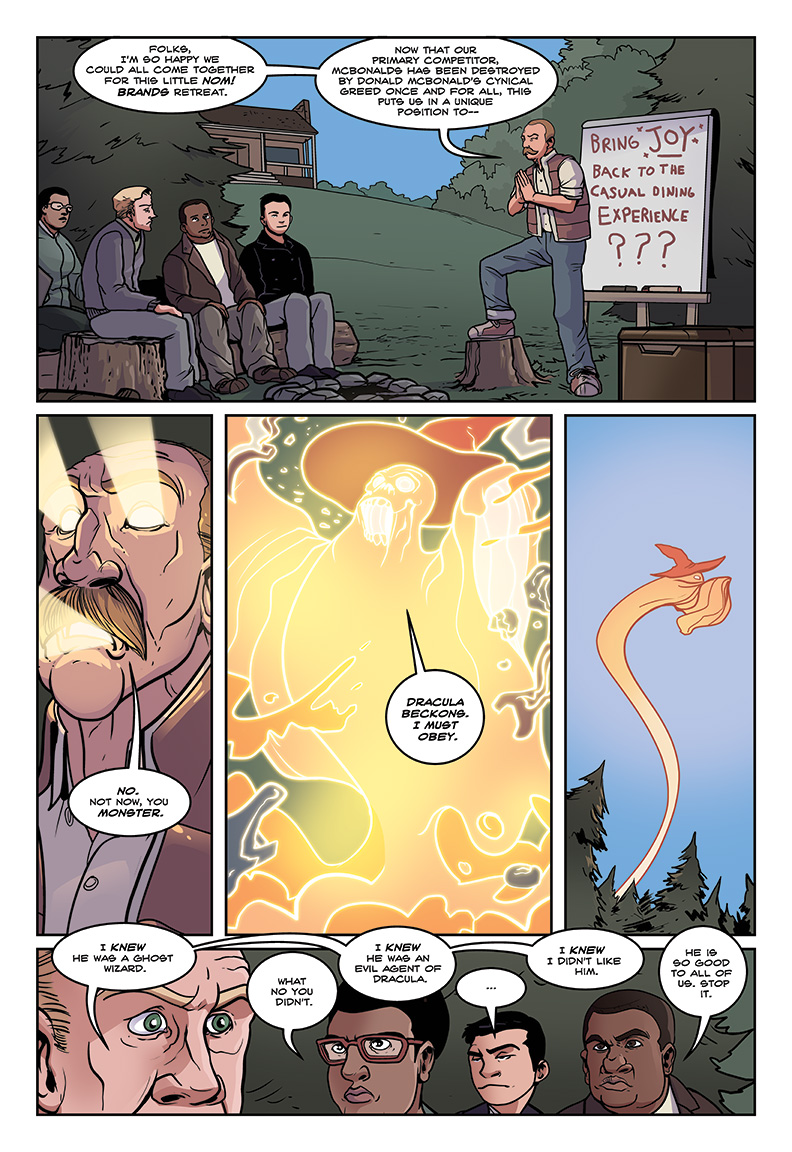 FOLKS,
I'M SO HAPPY WE
COULD ALL COME TOGETHER
FOR THIS LITTLE NOM!
BRANDS RETREAT.
NOW THAT OUR
PRIMARY COMPETITOR,
MCBONALDS HAS BEEN DESTROYED
BY DONALD MCBONALD'S CYNICAL
GREED ONCE AND FOR ALL, THIS
PUTS US IN A UNIQUE
POSITION TO--
BRING JOY
BACK TO THE
CASUAL DINING
EXPERIENCE
???
NO.
NOT NOW, YOU
MONSTER.
DRACULA
BECKONS.
I MUST
OBEY.
I KNEW
HE WAS A GHOST
WIZARD.
WHAT
NO YOU
DIDN'T.
I KNEW
HE WAS AN
EVIL AGENT OF
DRACULA.
...
I KNEW
I DIDN'T LIKE
HIM.
HE IS
SO GOOD
TO ALL OF
US. STOP
IT.